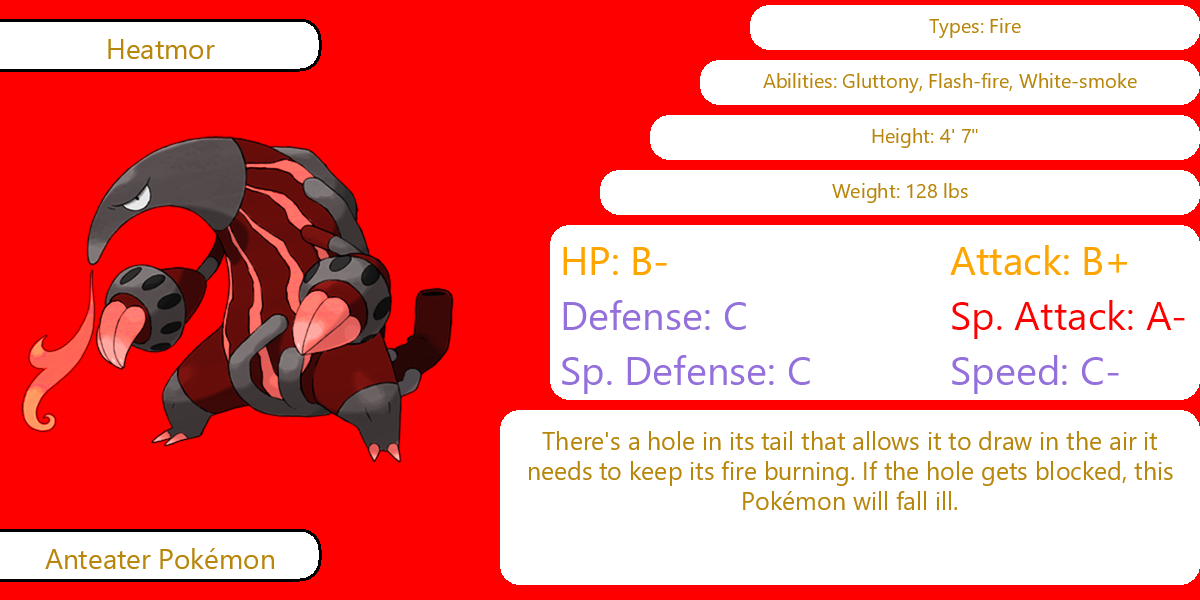 Heatmor
Types: Fire
Abilities: Gluttony, Flash-fire, White-smoke
Height: 4' 7"
Weight: 128 lbs
HP: B-
Attack: B+
Defense: C
Sp. Attack: A-
Sp. Defense: C
Speed: C-
There's a hole in its tail that allows it to draw in the air it
needs to keep its fire burning. If the hole gets blocked, this
Pokémon will fall ill.
Anteater Pokémon